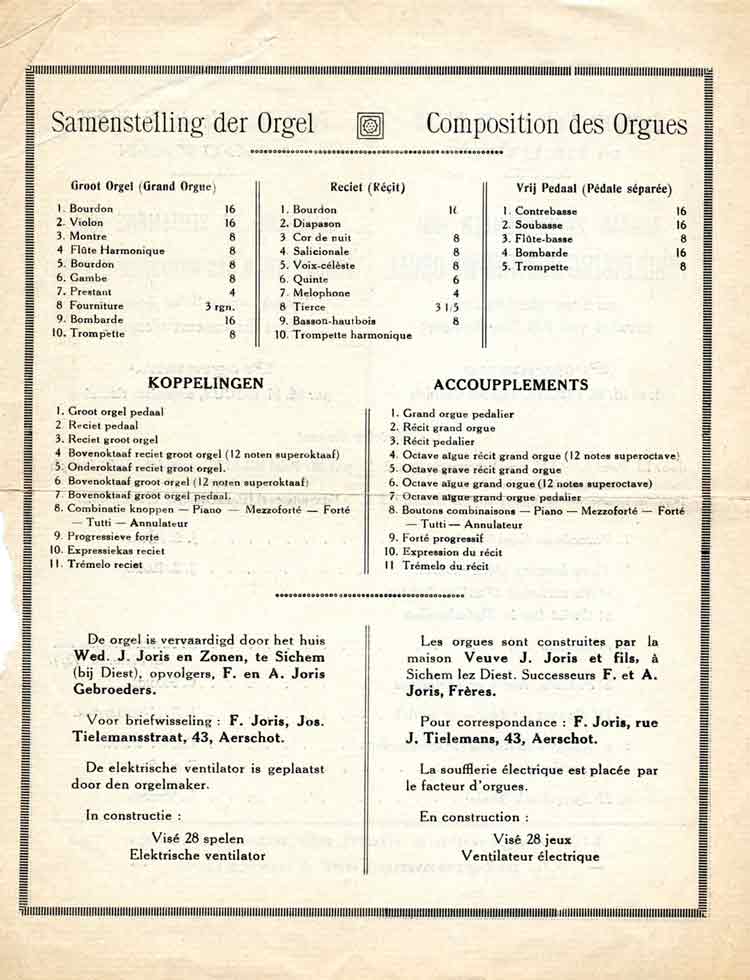 Samenstelling der Orgel
Composition des Orgues
Groot Orgel (Grand Orgue)
1. Bourdon 16
2. Violon 16
3. Montre 8
4 Flûte Harmonique 8
5. Bourdon 8
6. Gambe 8
7. Prestant 4
8 Fourniture 3 rgn.
9. Bombarde 16
10. Trompette 8
Reciet (Réçit)
1. Bourdon
2. Diapason
3 Cor de nuit 8
4. Salicionale 8
5. Voix-célèste 8
6. Quinte 6
7. Melophone 4
8 Tierce 3 1/5
9. Basson-hautbois 8
10. Trompette harmonique
Vrij Pedaal (Pédale séparée)
1. Contrebasse 16
2. Soubasse 16
3. Flûte-basse 8
4 Bombarde 16
5. Trompette 8
KOPPELINGEN
1. Groot orgel pedaal
2 Reciet pedaal
3. Reciet groot orgel
4 Bovenoktaaf reciet groot orgel (12 noten superoktaaf)
5. Onderoktaaf reciet groot orgel.
6 Bovenoktaaf groot orgel (12 noten superoktaaf)
7. Bovenoktaaf groot orgel pedaal.
8. Combinatie knoppen — Piano — Mezzoforté — Forté
— Tutti — Annulateur
9. Progressieve forte
10. Expressiekas reciet
11. Trémelo reciet
ACCOUPPLEMENTS
1. Grand orgue pedalier
2. Récit grand orgue
3. Récit pedalier
4. Octave aïgue récit grand orgue (12 notes superoctave)
5. Octave grave récit grand orgue
6. Octave aïgue grand orgue (12 notes superoctave)
7. Octave aïgue grand orgue pedalier
8. Boutons combinaisons — Piano — Mezzoforté — Forté
— Tutti — Annulateur
9. Forté progressif
10. Expression du récit
11 Trémelo du récit
De orgel is vervaardigd door het huis
Wed. J. Joris en Zonen, te Sichem
(bij Diest), opvolgers, F. en A. Joris
Gebroeders.
Voor briefwisseling : F. Joris, Jos.
Tielemansstraat, 43, Aerschot.
De elektrische ventilator is geplaatst
door den orgelmaker.
In constructie :
Visé 28 spelen
Elektrische ventilator
Les orgues sont construites par la
maison Veuve J. Joris et fils, à
Sichem lez Diest. Successeurs F. et A.
Joris, Frères.
Pour correspondance : F. Joris, rue
J. Tielemans, 43, Aerschot.
La soufflerie électrique est placée par
le facteur d'orgues.
En construction :
Visé 28 jeux
Ventilateur électrique